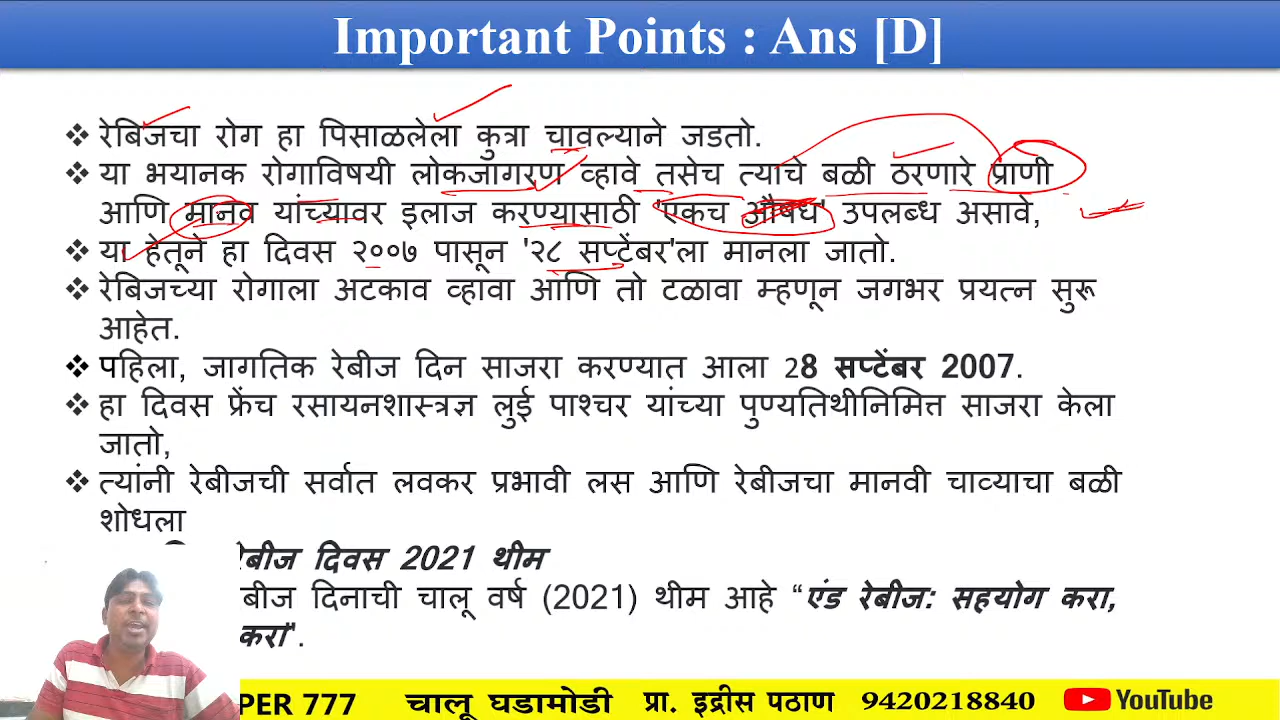 Important Points : Ans [D]
❖ रेबिजचा रोग हा पिसाळलेला कुत्रा चावल्याने जडतो.
❖ या भयानक रोगाविषयी लोकजागरण व्हावे तसेच त्याचे बळी ठरणारे प्राणी
आणि मानव यांच्यावर इलाज करण्यासाठी 'एकच औषध' उपलब्ध असावे,
❖ या हेतूने हा दिवस २००७ पासून '२८ सप्टेंबर'ला मानला जातो.
❖ रेबिजच्या रोगाला अटकाव व्हावा आणि तो टळावा म्हणून जगभर प्रयत्न सुरू
आहेत.
❖ पहिला, जागतिक रेबीज दिन साजरा करण्यात आला 28 सप्टेंबर 2007.
❖ हा दिवस फ्रेंच रसायनशास्त्रज्ञ लुई पाश्चर यांच्या पुण्यतिथीनिमित्त साजरा केला
जातो,
❖ त्यांनी रेबीजची सर्वात लवकर प्रभावी लस आणि रेबीजचा मानवी चाव्याचा बळी
शोधला
बीज दिवस 2021 थीम
बीज दिनाची चालू वर्ष (2021) थीम आहे “एंड रेबीज: सहयोग करा,
करा".
PER 777 चालू घडामोडी प्रा. इद्रीस पठाण 9420218840 YouTube